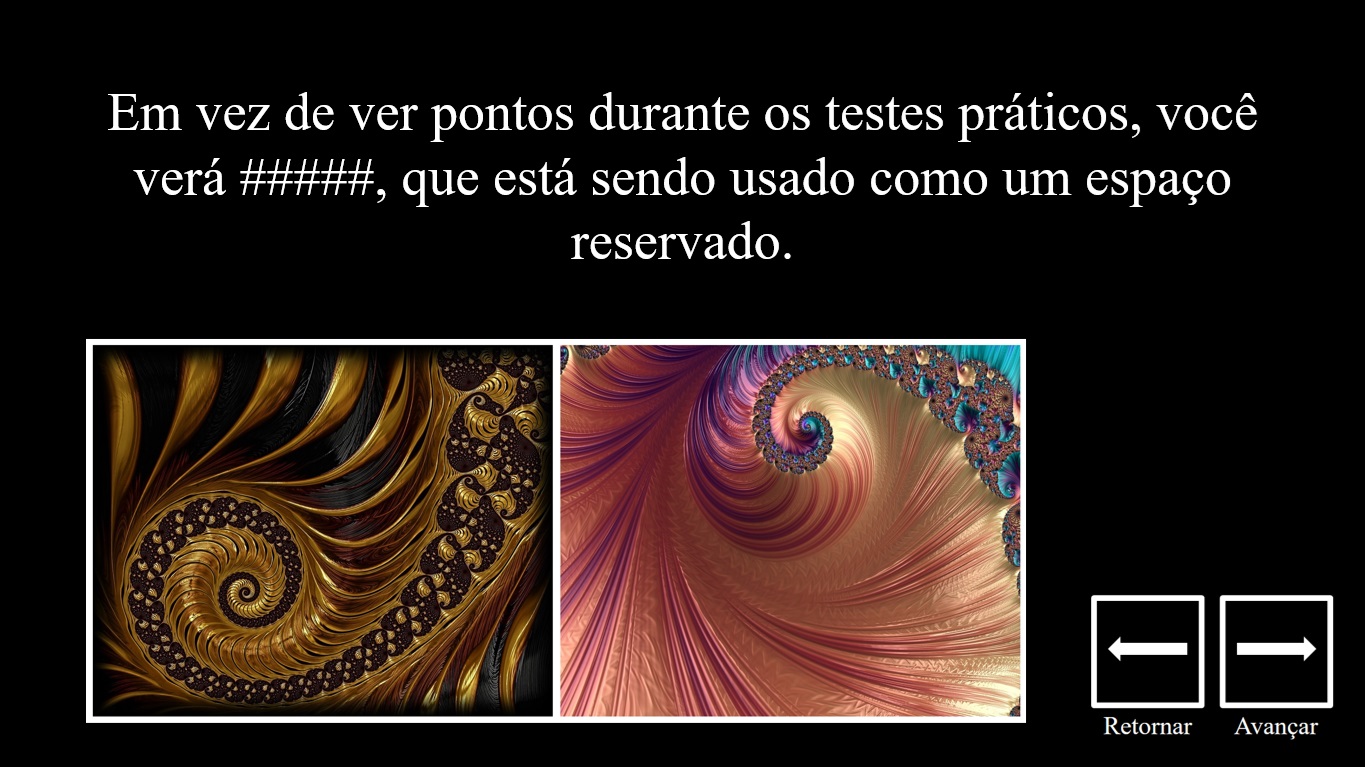 Em vez de ver pontos durante os testes práticos, você
verá #####, que está sendo usado como um espaço
reservado.
Retornar
Avançar